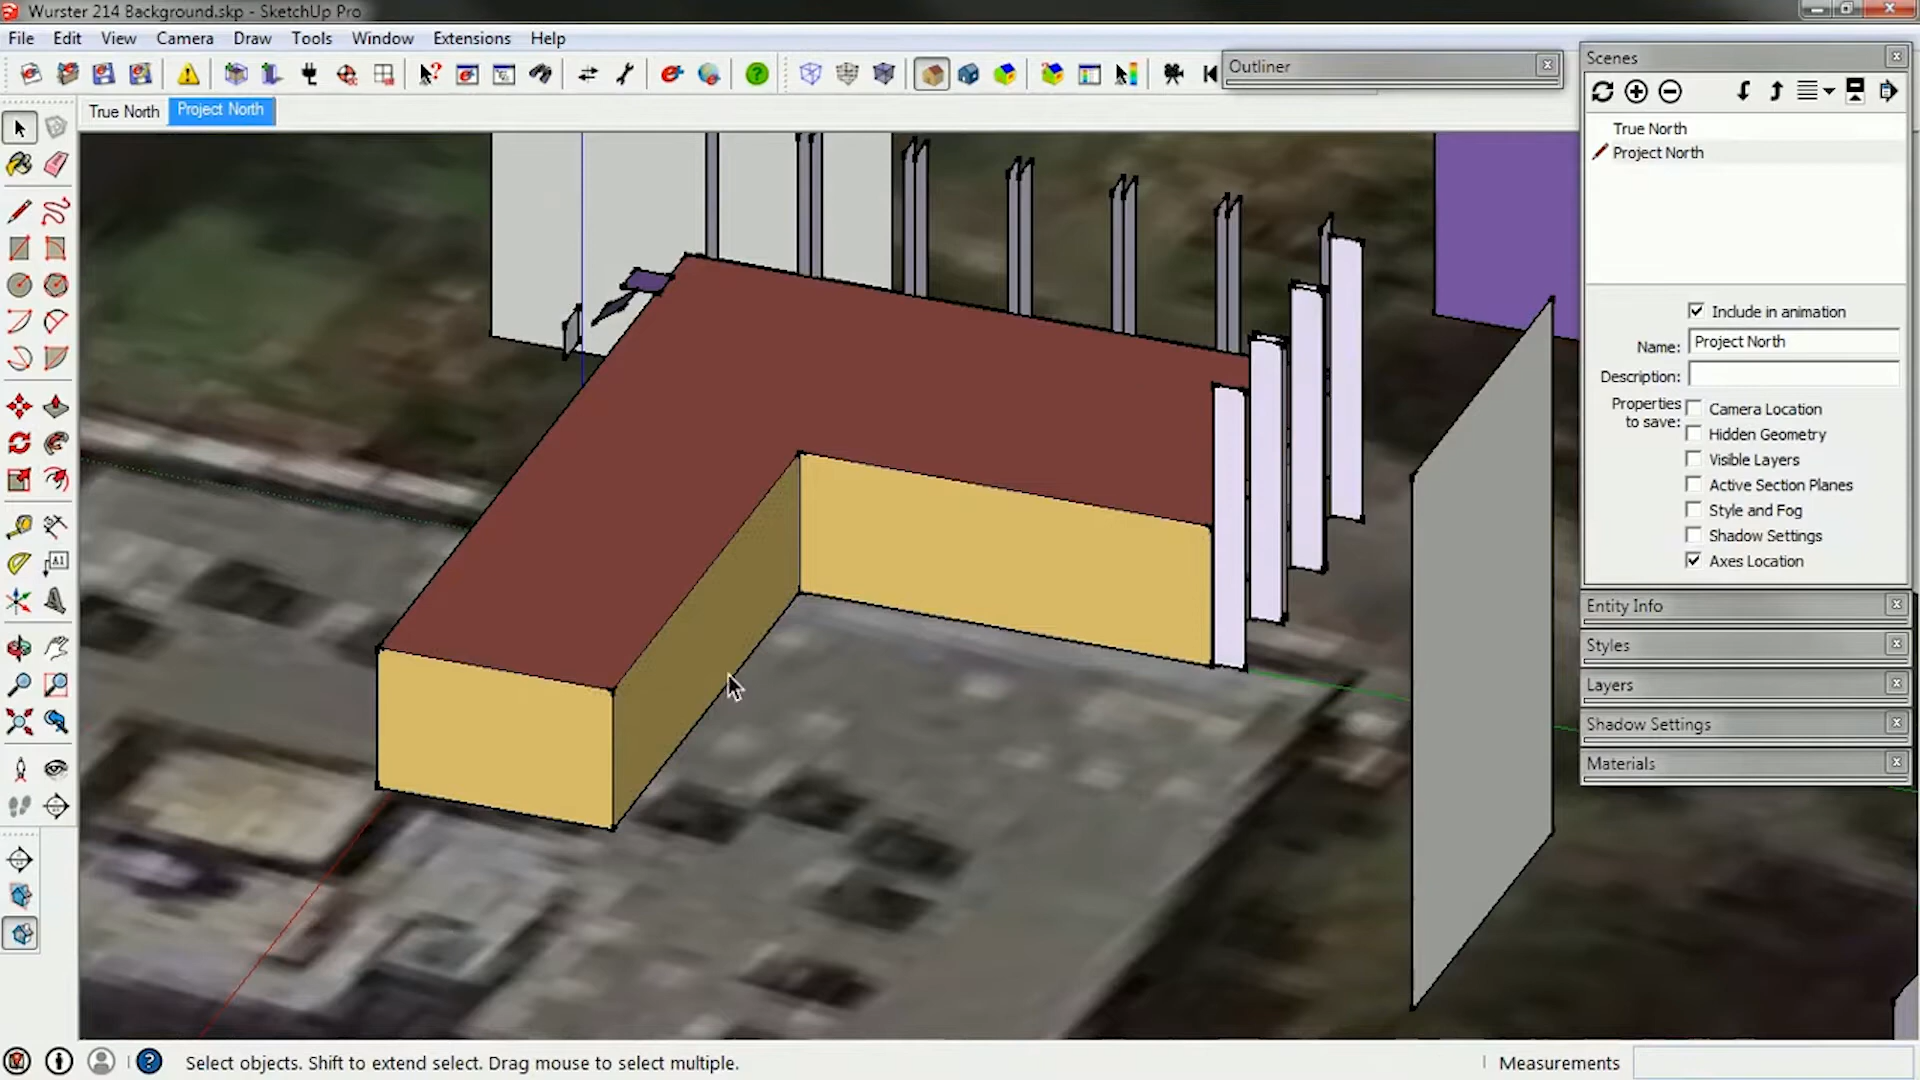 Wurster 214 Background.skp - SketchUp Pro
File Edit View Camera Draw Tools Window Extensions Help
Outliner
True North Project North
Scenes
True North
Project North
Include in animation
Name: Project North
Description:
Properties to save:
Camera Location
Hidden Geometry
Visible Layers
Active Section Planes
Style and Fog
Shadow Settings
Axes Location
Entity Info
Styles
Layers
Shadow Settings
Materials
Select objects. Shift to extend select. Drag mouse to select multiple.
Measurements